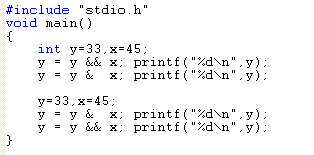 #include "stdio.h"
void main()
{
    int y=33,x=45;
    y = y && x; printf("%d\n",y);
    y = y &  x; printf("%d\n",y);

    y=33,x=45;
    y = y &  x; printf("%d\n",y);
    y = y && x; printf("%d\n",y);
}